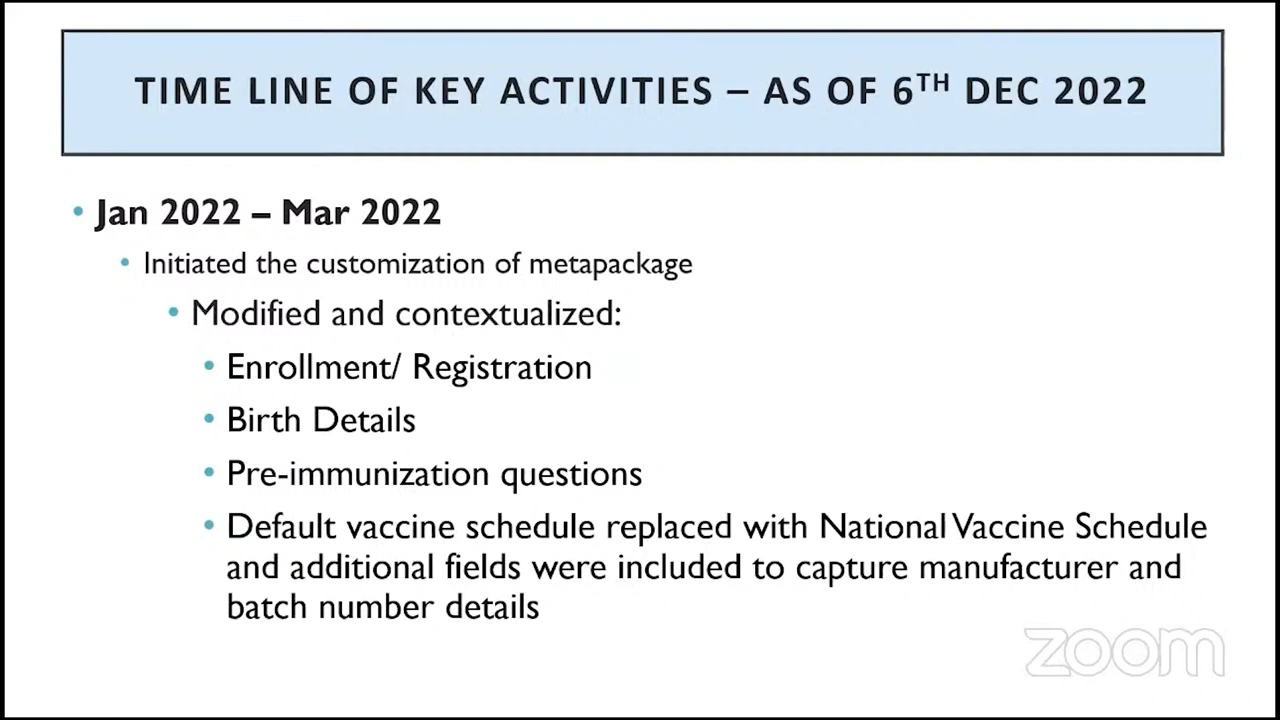 TIME LINE OF KEY ACTIVITIES – AS OF 6TH DEC 2022
• Jan 2022 – Mar 2022
• Initiated the customization of metapackage
• Modified and contextualized:
• Enrollment/ Registration
• Birth Details
• Pre-immunization questions
• Default vaccine schedule replaced with National Vaccine Schedule
and additional fields were included to capture manufacturer and
batch number details
zoom